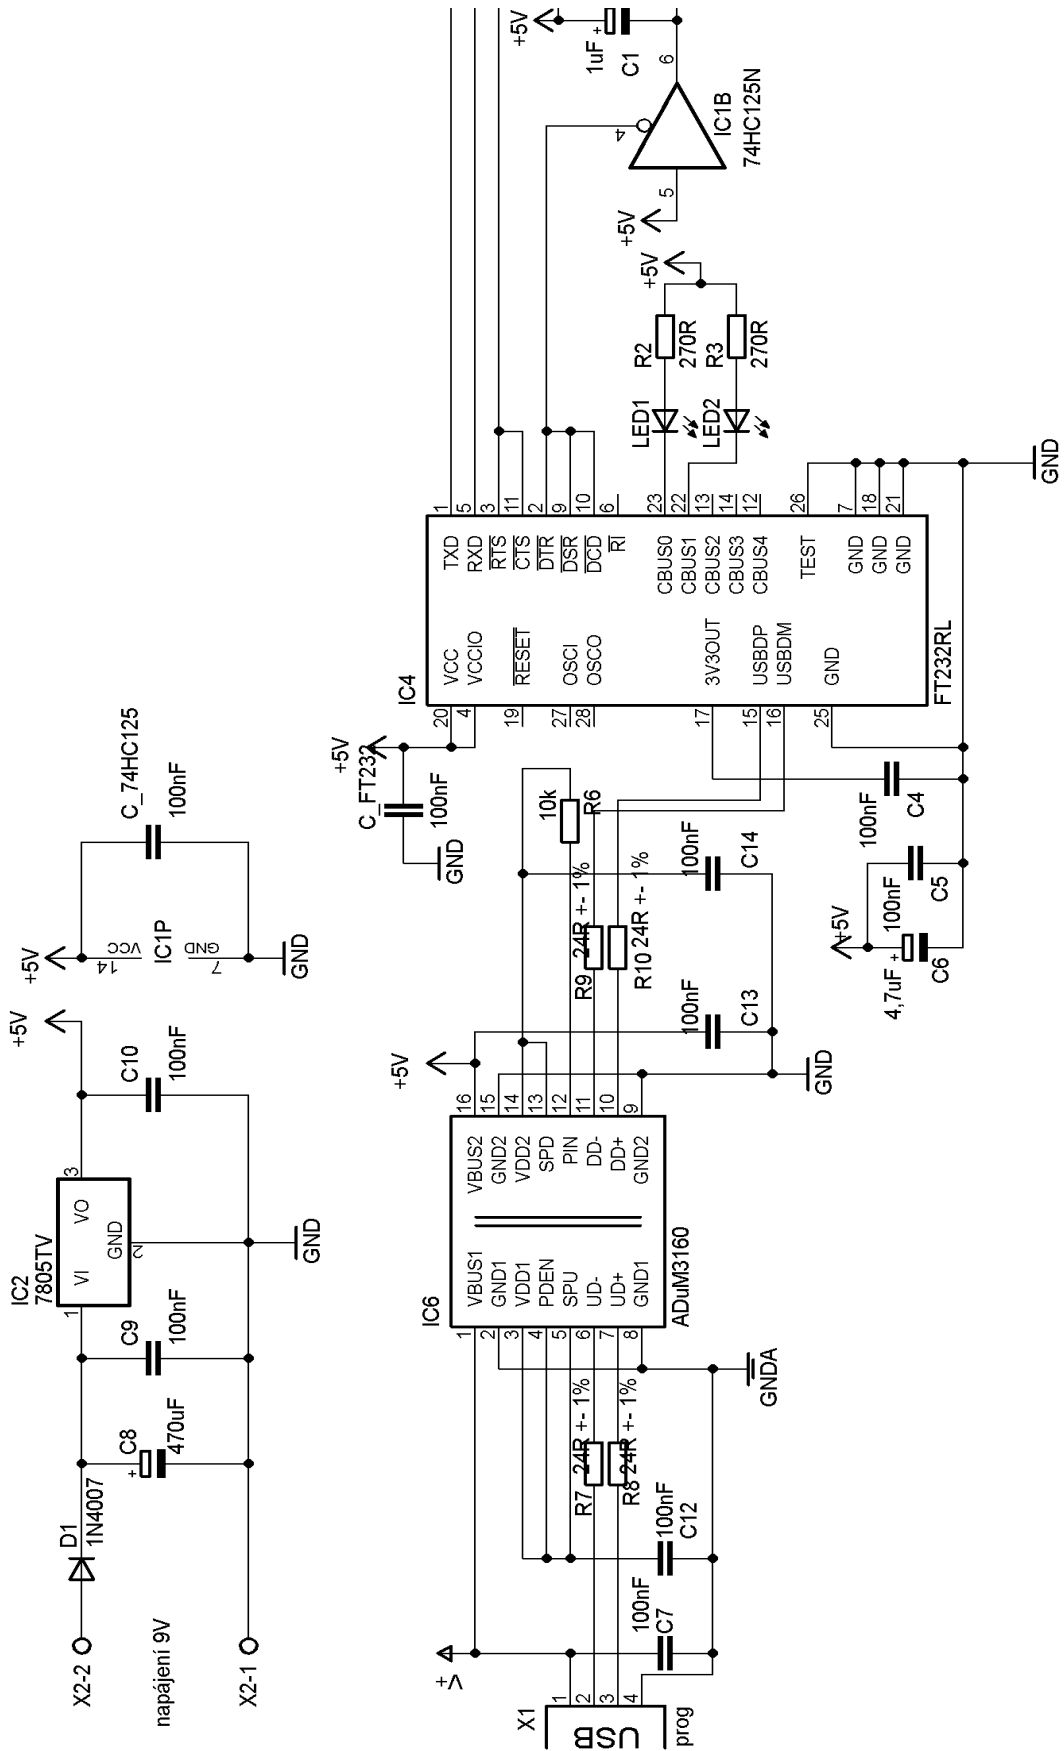 X2-2
X2-1
napájení 9V
D1
1N4007
C8
470uF
+
C9
100nF
IC2
7805TV
VI
VO
GND
1
3
2
C10
100nF
+5V
GND
+5V
14
VCC
IC1P
7
GND
GND
C_74HC125
100nF
X1
USB
prog
1
2
3
4
V+
100nF
C7
100nF
C12
R7
24R +- 1%
R8
24R +- 1%
GNDA
IC6
ADuM3160
1
2
3
4
5
6
7
8
VBUS1
GND1
VDD1
PDEN
SPU
UD-
UD+
GND1
VBUS2
GND2
VDD2
SPD
PIN
DD-
DD+
GND2
16
15
14
13
12
11
10
9
+5V
GND
100nF
C13
100nF
C14
R9
24R +- 1%
R10
24R +- 1%
10k
R6
+5V
C_FT232
100nF
GND
+5V
4,7uF
+
C6
100nF
C5
100nF
C4
IC4
FT232RL
20
4
19
27
28
17
15
16
25
VCC
VCCIO
RESET
OSCI
OSCO
3V3OUT
USBDP
USBDM
GND
TXD
RXD
RTS
CTS
DTR
DSR
DCD
RI
CBUS0
CBUS1
CBUS2
CBUS3
CBUS4
TEST
GND
GND
GND
1
5
3
11
2
9
10
6
23
22
13
14
12
26
7
18
21
GND
LED1
LED2
R2
270R
R3
270R
+5V
+5V
5
4
6
IC1B
74HC125N
+5V
1uF
+
C1